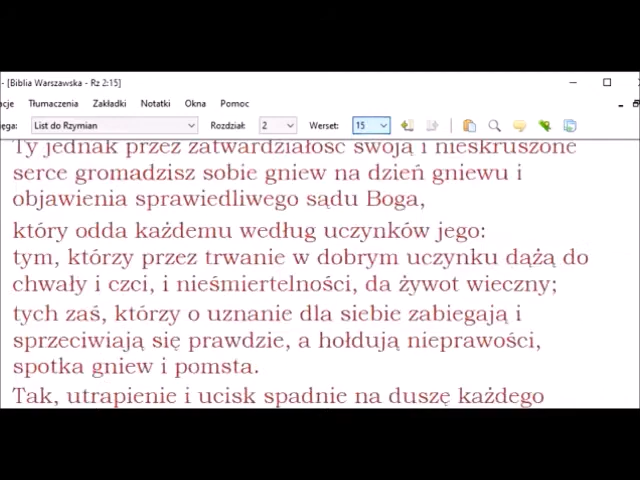 - [Biblia Warszawska - Rz 2:15]
cje Tłumaczenia Zakładki Notatki Okna Pomoc
ęga: List do Rzymian Rozdział: 2 Werset: 15
Ty jednak przez zatwardziałość swoją i nieskruszone
serce gromadzisz sobie gniew na dzień gniewu i
objawienia sprawiedliwego sądu Boga,
który odda każdemu według uczynków jego:
tym, którzy przez trwanie w dobrym uczynku dążą do
chwały i czci, i nieśmiertelności, da żywot wieczny;
tych zaś, którzy o uznanie dla siebie zabiegają i
sprzeciwiają się prawdzie, a hołdują nieprawości,
spotka gniew i pomsta.
Tak, utrapienie i ucisk spadnie na duszę każdego